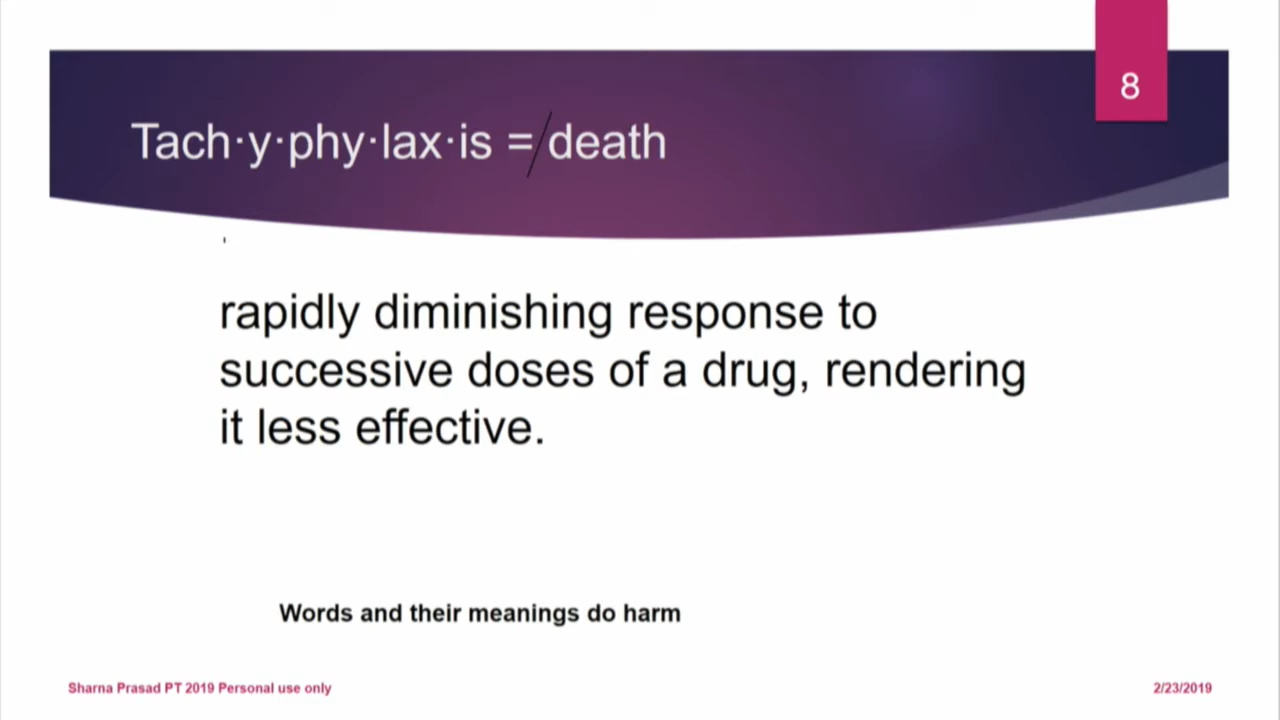 8
Tach·y·phy·lax·is = death
rapidly diminishing response to
successive doses of a drug, rendering
it less effective.
Words and their meanings do harm
Sharna Prasad PT 2019 Personal use only
2/23/2019